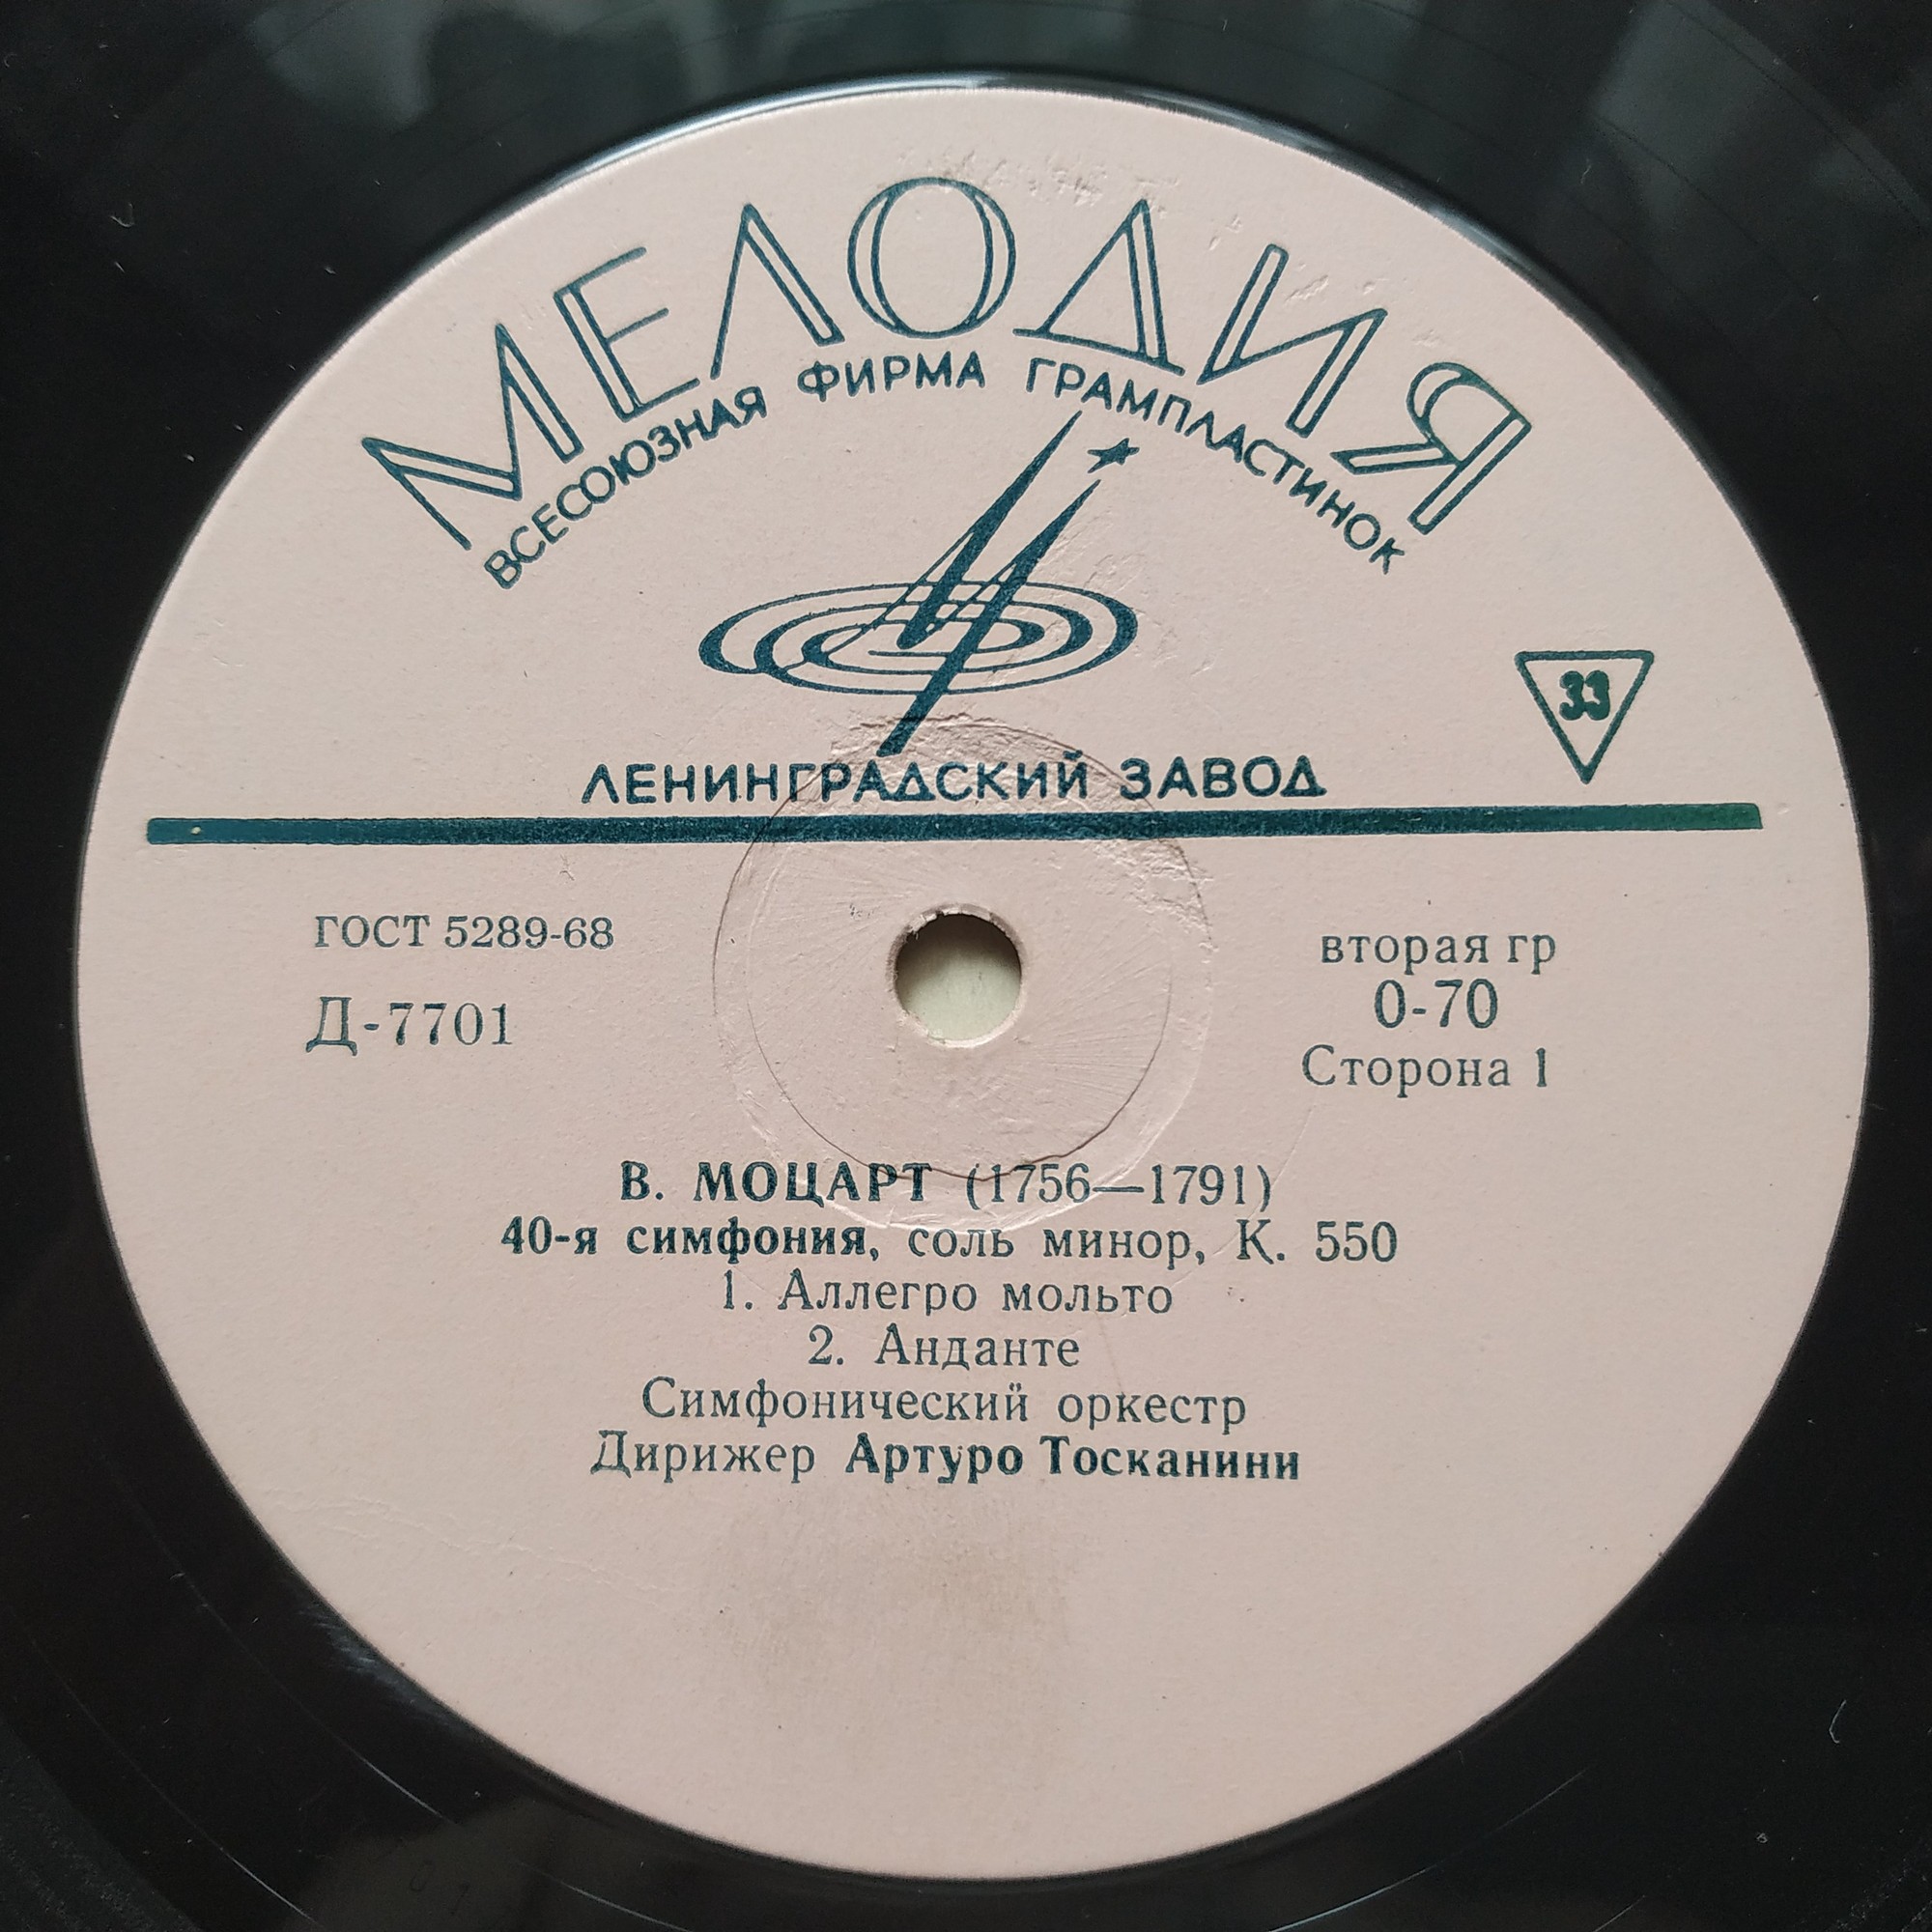 МЕЛОДИЯ
ВСЕСОЮЗНАЯ ФИРМА ГРАМПЛАСТИНОК
33
ЛЕНИНГРАДСКИЙ ЗАВОД
ГОСТ 5289-68
Д-7701
вторая гр
0-70
Сторона 1
В. МОЦАРТ (1756—1791)
40-я симфония, соль минор, К. 550
1. Аллегро мольто
2. Анданте
Симфонический оркестр
Дирижер Артуро Тосканини